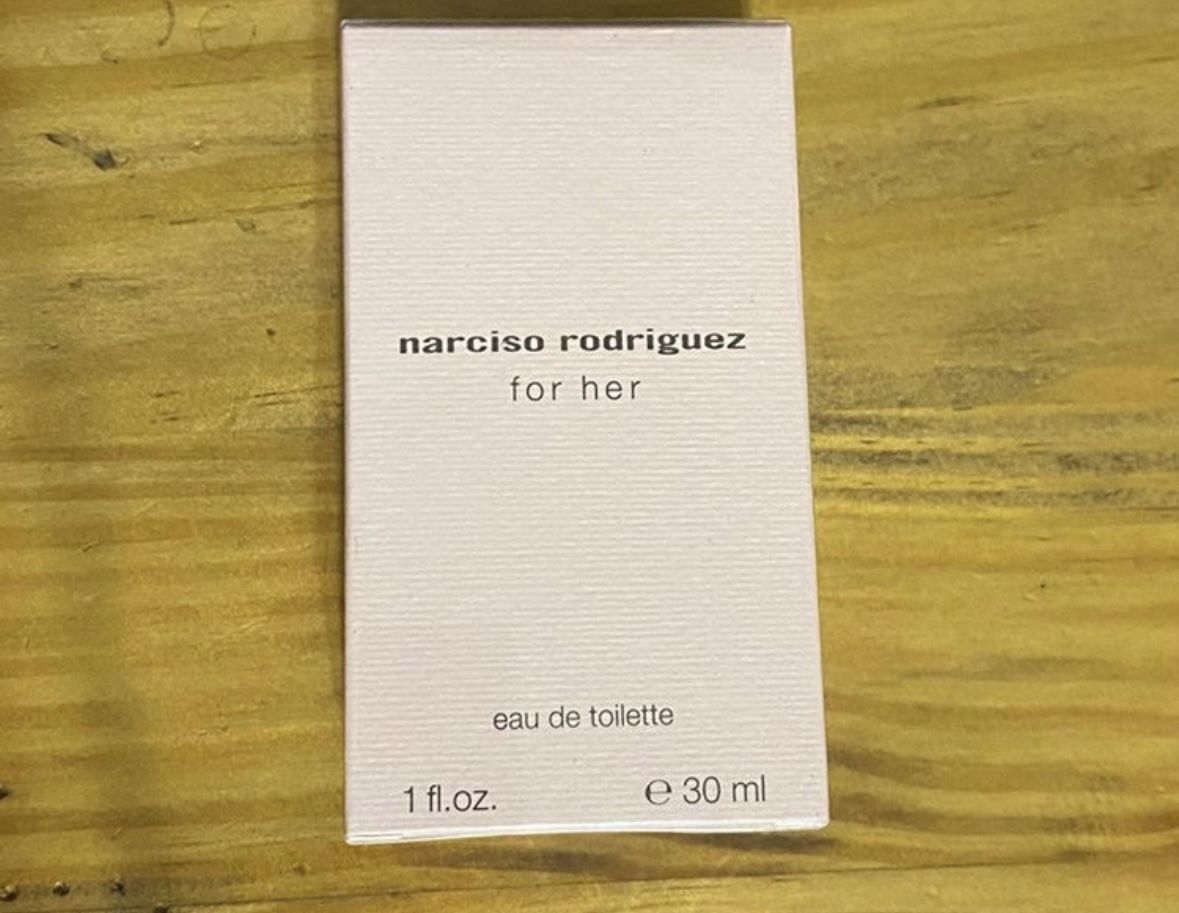 narciso rodriguez
for her
eau de toilette
1 fl.oz. ℮ 30 ml